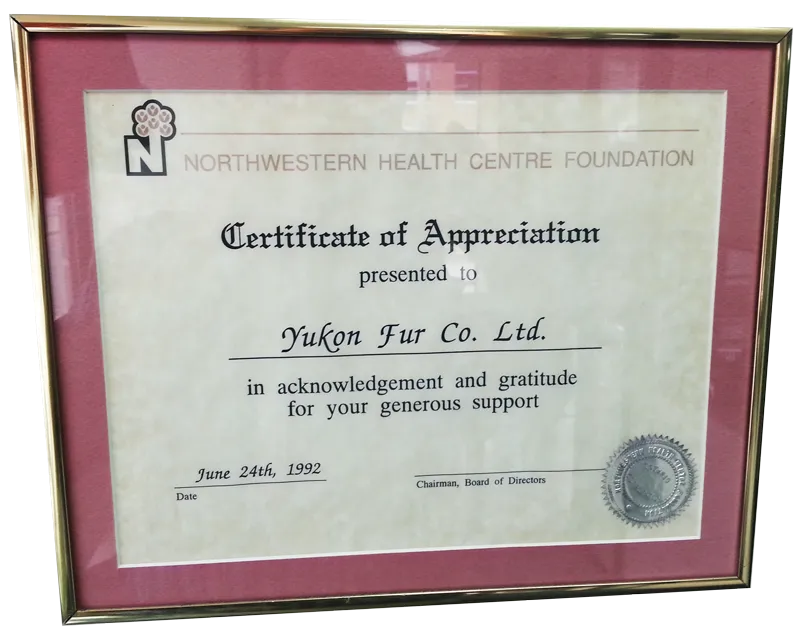 N
NORTHWESTERN HEALTH CENTRE FOUNDATION
Certificate of Appreciation
presented to
Yukon Fur Co. Ltd.
in acknowledgement and gratitude
for your generous support
June 24th, 1992
Date
Chairman, Board of Directors